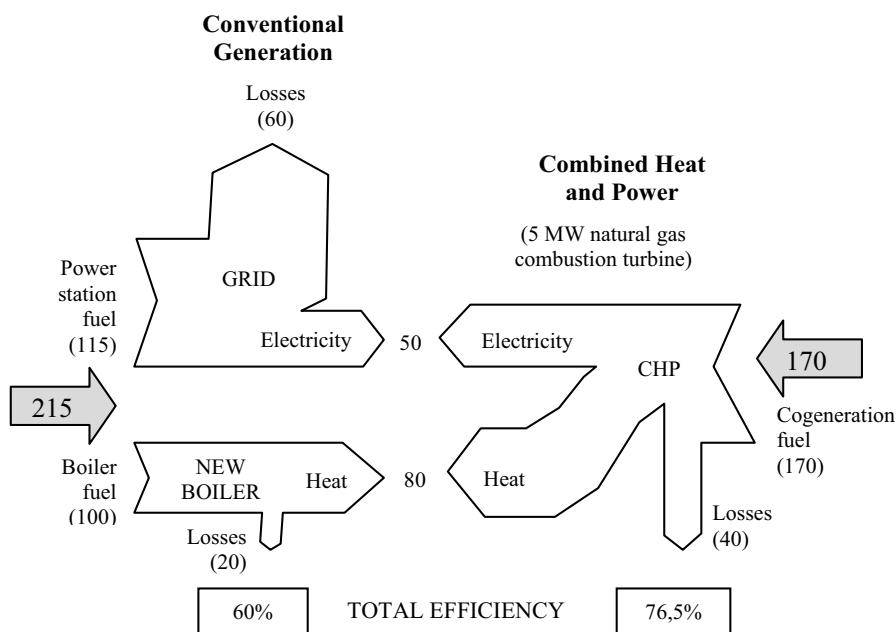 Conventional
Generation
Losses
(60)
Combined Heat
and Power
(5 MW natural gas
combustion turbine)
Power
station
fuel
(115)
GRID
Electricity
50
Electricity
CHP
170
215
Cogeneration
fuel
(170)
Boiler
fuel
(100)
NEW
BOILER
Heat
80
Heat
Losses
(20)
Losses
(40)
60%
TOTAL EFFICIENCY
76,5%